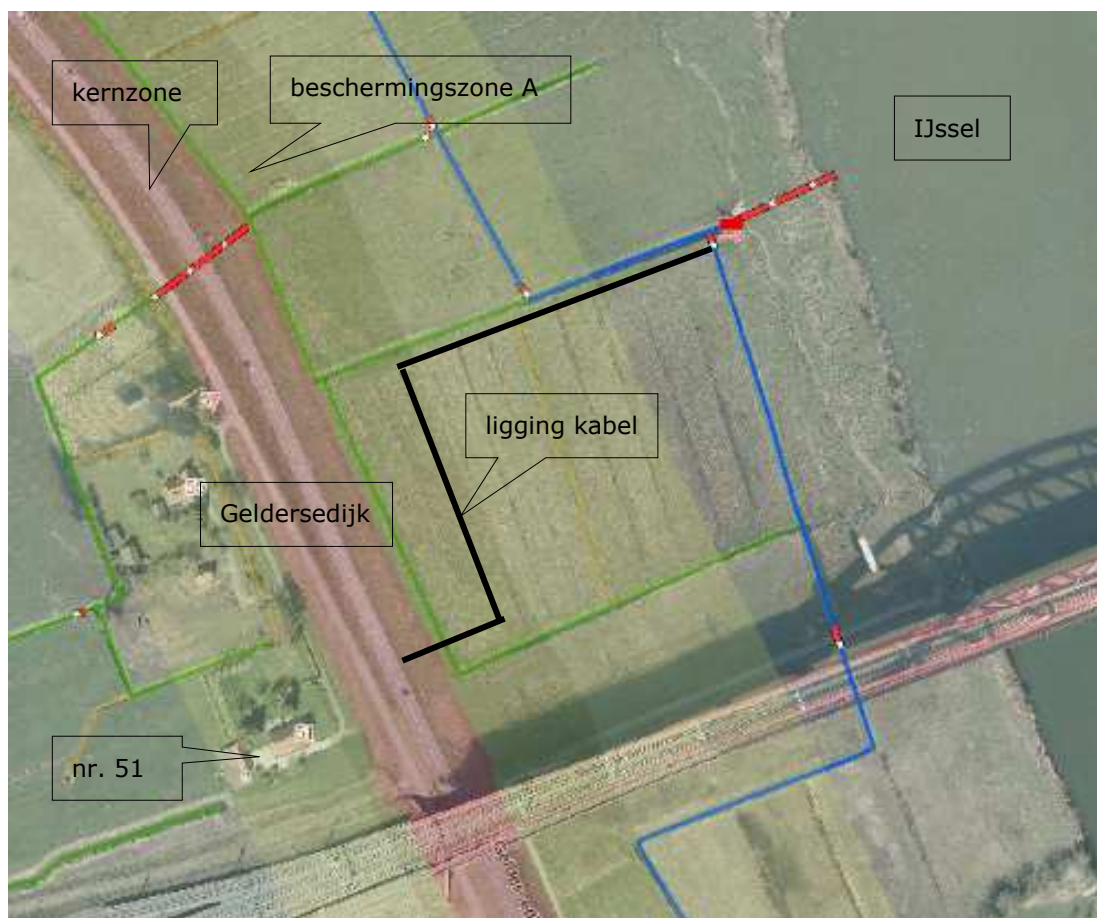 kernzone
beschermingszone A
IJssel
ligging kabel
Geldersedijk
nr. 51